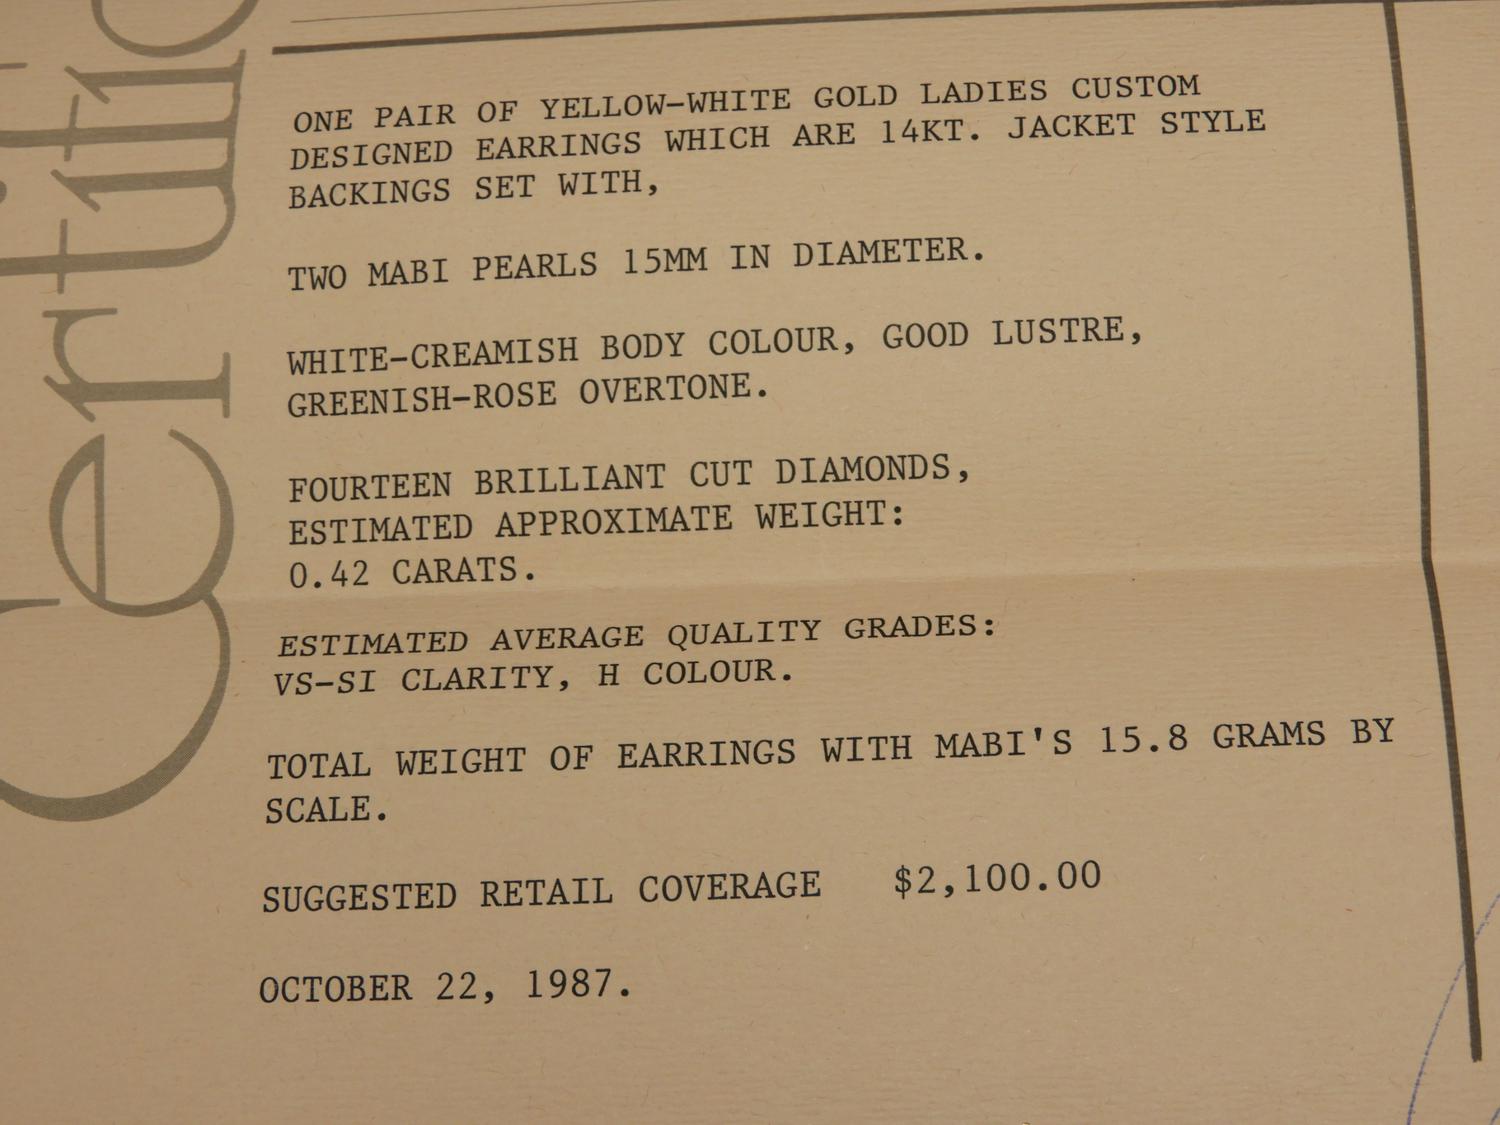 ONE PAIR OF YELLOW-WHITE GOLD LADIES CUSTOM
DESIGNED EARRINGS WHICH ARE 14KT. JACKET STYLE
BACKINGS SET WITH,
TWO MABI PEARLS 15MM IN DIAMETER.
WHITE-CREAMISH BODY COLOUR, GOOD LUSTRE,
GREENISH-ROSE OVERTONE.
FOURTEEN BRILLIANT CUT DIAMONDS,
ESTIMATED APPROXIMATE WEIGHT:
0.42 CARATS.
ESTIMATED AVERAGE QUALITY GRADES:
VS-SI CLARITY, H COLOUR.
TOTAL WEIGHT OF EARRINGS WITH MABI'S 15.8 GRAMS BY
SCALE.
SUGGESTED RETAIL COVERAGE $2,100.00
OCTOBER 22, 1987.